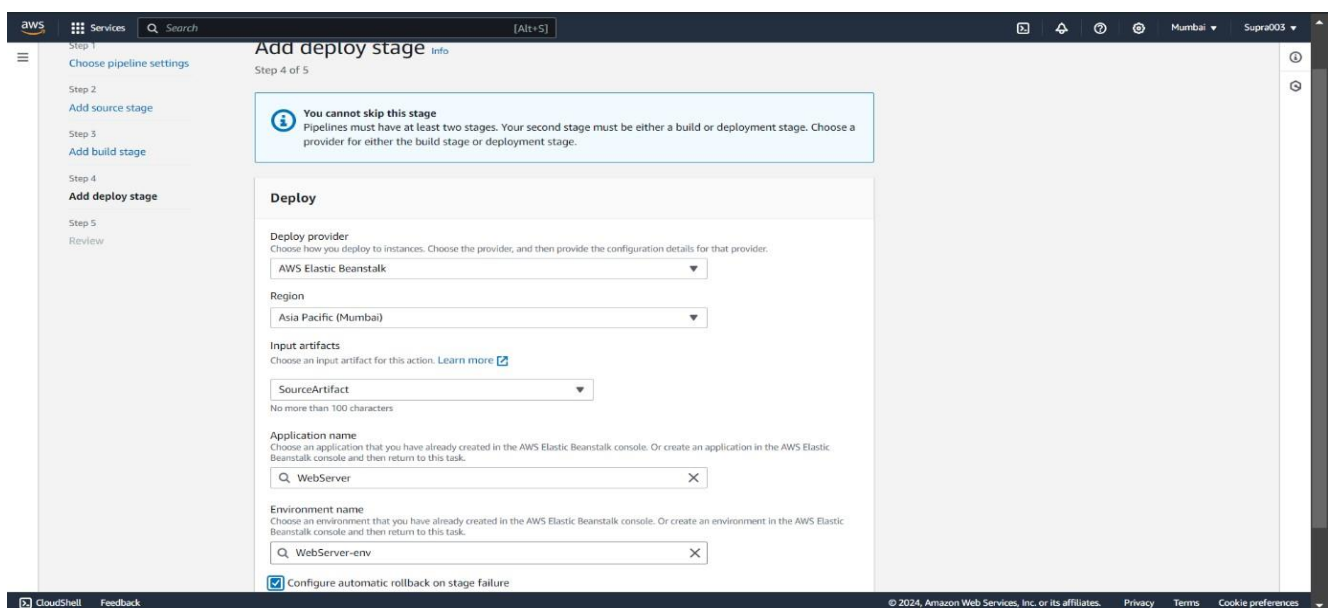 aws
Services
Search
[Alt+S]
Mumbai
Supra003
Step 1
Choose pipeline settings
Step 2
Add source stage
Step 3
Add build stage
Step 4
Add deploy stage
Step 5
Review
Add deploy stage Info
Step 4 of 5
You cannot skip this stage
Pipelines must have at least two stages. Your second stage must be either a build or deployment stage. Choose a
provider for either the build stage or deployment stage.
Deploy
Deploy provider
Choose how you deploy to instances. Choose the provider, and then provide the configuration details for that provider.
AWS Elastic Beanstalk
Region
Asia Pacific (Mumbai)
Input artifacts
Choose an input artifact for this action. Learn more
SourceArtifact
No more than 100 characters
Application name
Choose an application that you have already created in the AWS Elastic Beanstalk console. Or create an application in the AWS Elastic
Beanstalk console and then return to this task.
WebServer
Environment name
Choose an environment that you have already created in the AWS Elastic Beanstalk console. Or create an environment in the AWS Elastic
Beanstalk console and then return to this task.
WebServer-env
Configure automatic rollback on stage failure
CloudShell
Feedback
© 2024, Amazon Web Services, Inc. or its affiliates.
Privacy
Terms
Cookie preferences